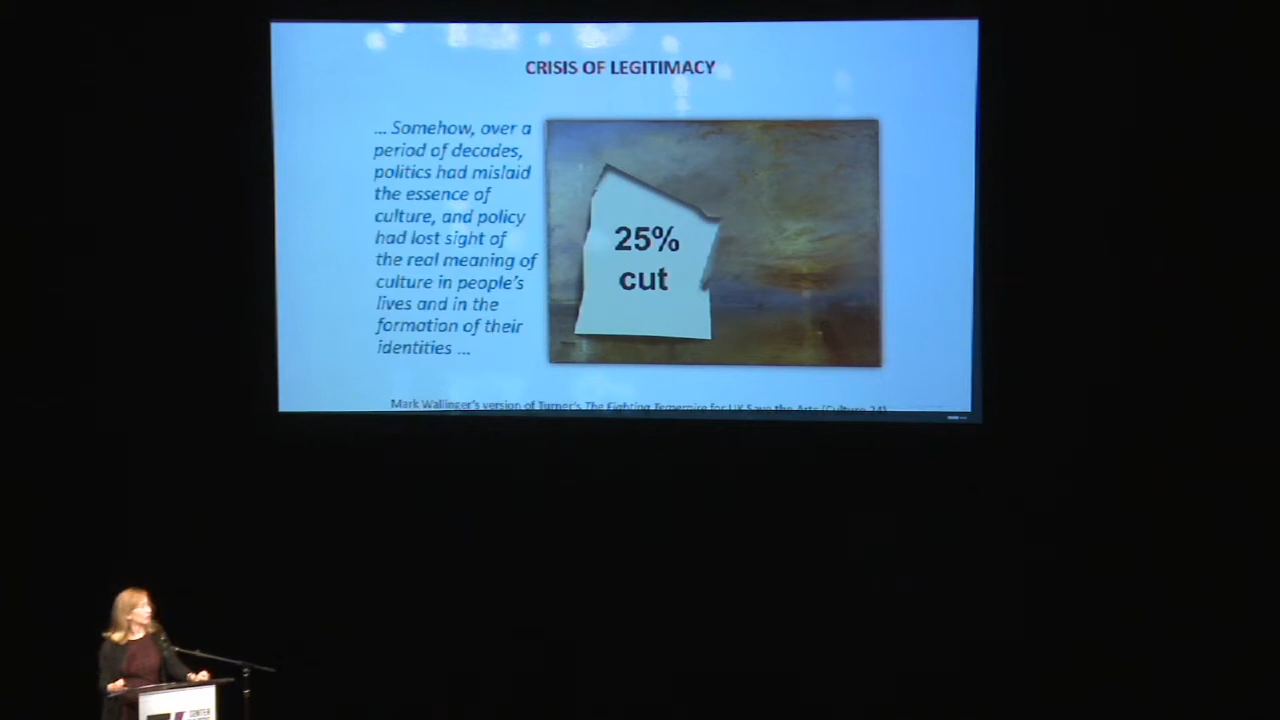 CRISIS OF LEGITIMACY
... Somehow, over a
period of decades,
politics had mislaid
the essence of
culture, and policy
had lost sight of
the real meaning of
culture in people's
lives and in the
formation of their
identities ...
25%
cut
Mark Wallinger's version of Turner's The Fighting Temeraire for UK Save the Arts (Culture 24)